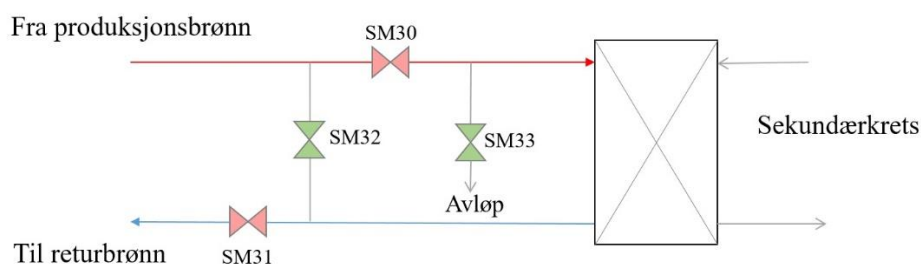 Fra produksjonsbrønn
SM30
SM32
SM33
Sekundærkrets
Avløp
Til returbrønn
SM31